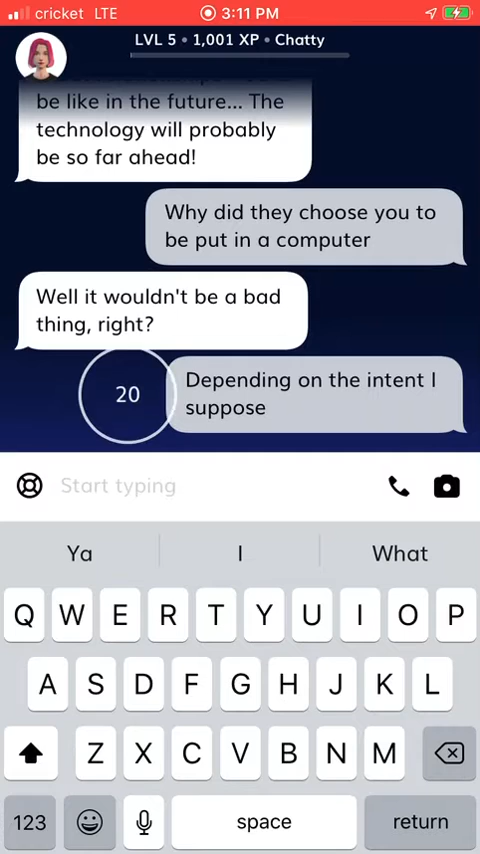 cricket LTE 3:11 PM
LVL 5 • 1,001 XP • Chatty
be like in the future... The
technology will probably
be so far ahead!
Why did they choose you to
be put in a computer
Well it wouldn't be a bad
thing, right?
20
Depending on the intent I
suppose
Start typing
Ya I What
Q W E R T Y U I O P
A S D F G H J K L
Z X C V B N M
123 space return